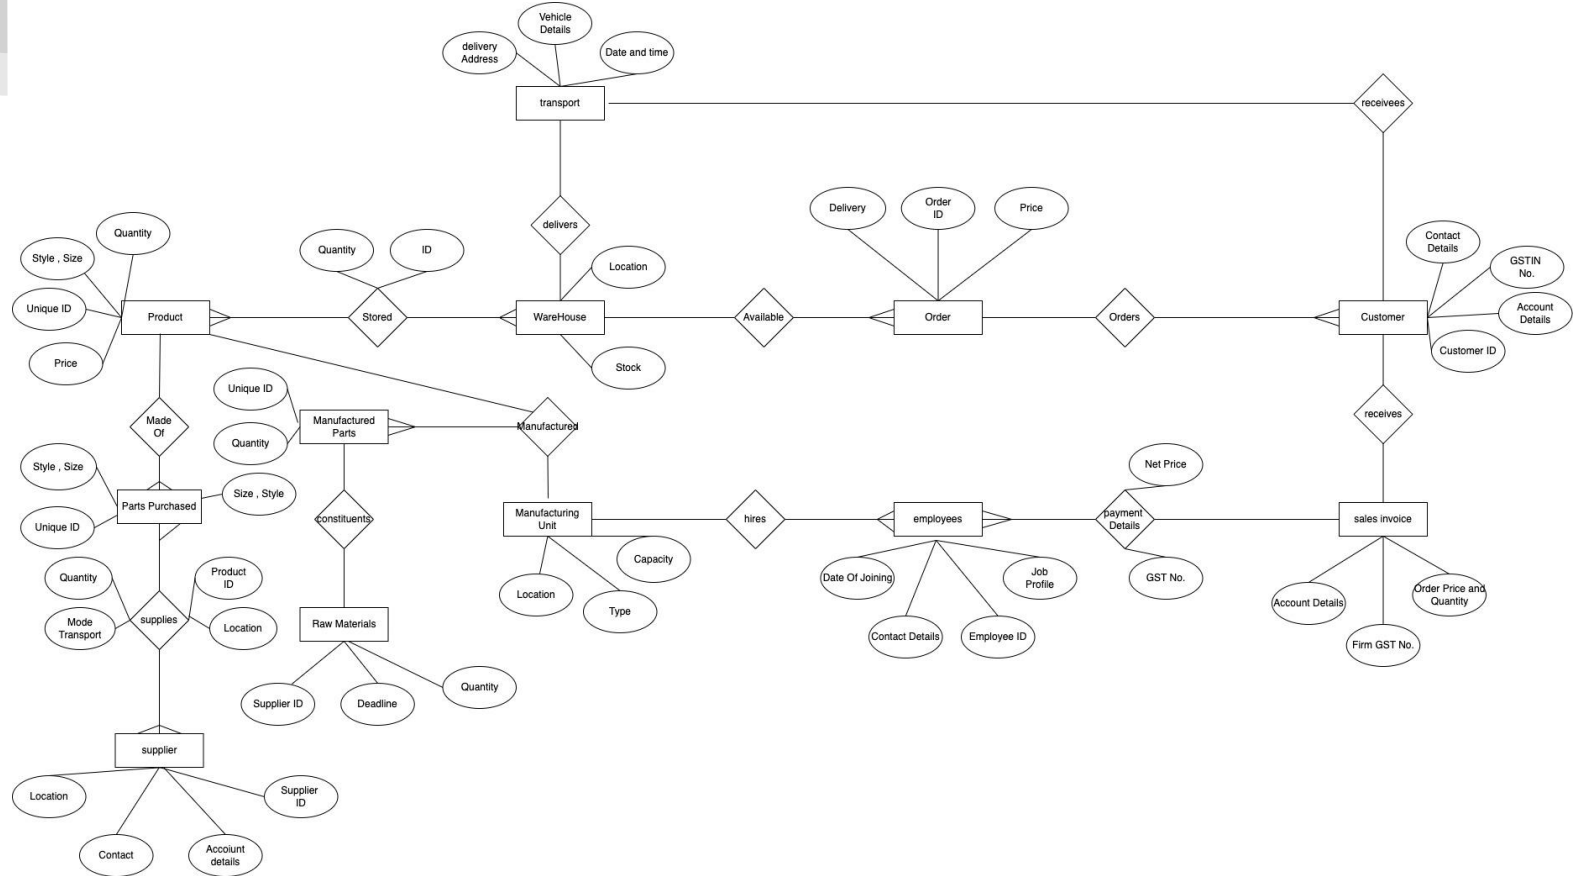 Vehicle
Details
delivery
Address
Date and time
transport
receivees
Delivery
Order
ID
Price
delivers
Quantity
Style , Size
Quantity
ID
Contact
Details
Location
GSTIN
No.
Unique ID
Product
Stored
WareHouse
Available
Order
Orders
Customer
Account
Details
Price
Stock
Customer ID
Unique ID
Made
Of
Manufactured
Parts
Manufactured
receives
Quantity
Style , Size
Net Price
Size , Style
Parts Purchased
Unique ID
constituents
Manufacturing
Unit
hires
employees
payment
Details
sales invoice
Capacity
Quantity
Product
ID
Date Of Joining
Job
Profile
GST No.
Location
Type
Account Details
Order Price and
Quantity
Mode
Transport
supplies
Location
Raw Materials
Contact Details
Employee ID
Firm GST No.
Supplier ID
Deadline
Quantity
supplier
Location
Supplier
ID
Contact
Accoiunt
details